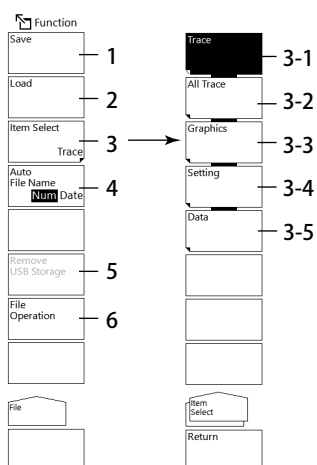 Function
Save
1
Load
2
Item Select
Trace
3
Auto
File Name
Num Date
4
Remove
USB Storage
5
File
Operation
6
File
Trace
3-1
All Trace
3-2
Graphics
3-3
Setting
3-4
Data
3-5
Item
Select
Return